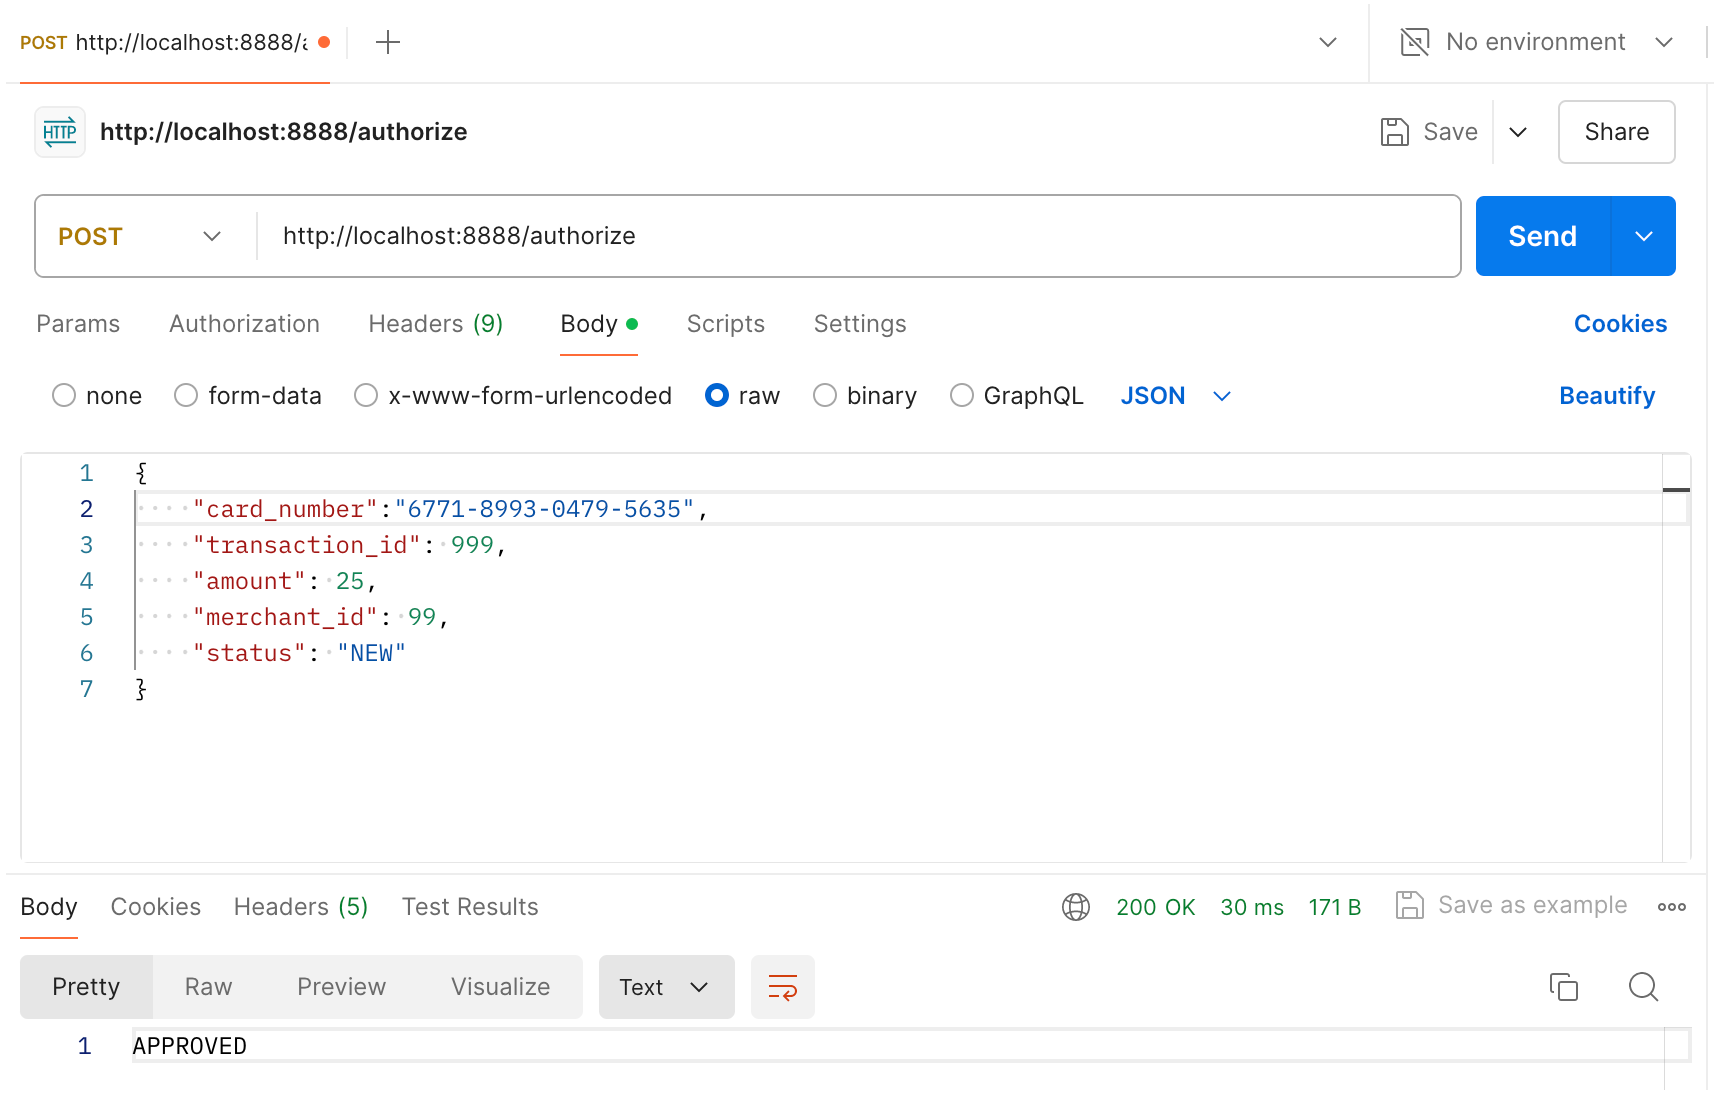 POST http://localhost:8888/a
No environment
HTTP http://localhost:8888/authorize
Save
Share
POST http://localhost:8888/authorize
Send
Params Authorization Headers (9) Body Scripts Settings Cookies
none form-data x-www-form-urlencoded raw binary GraphQL JSON Beautify
1 {
2 "card_number":"6771-8993-0479-5635",
3 "transaction_id": 999,
4 "amount": 25,
5 "merchant_id": 99,
6 "status": "NEW"
7 }
Body Cookies Headers (5) Test Results 200 OK 30 ms 171 B Save as example
Pretty Raw Preview Visualize Text
1 APPROVED